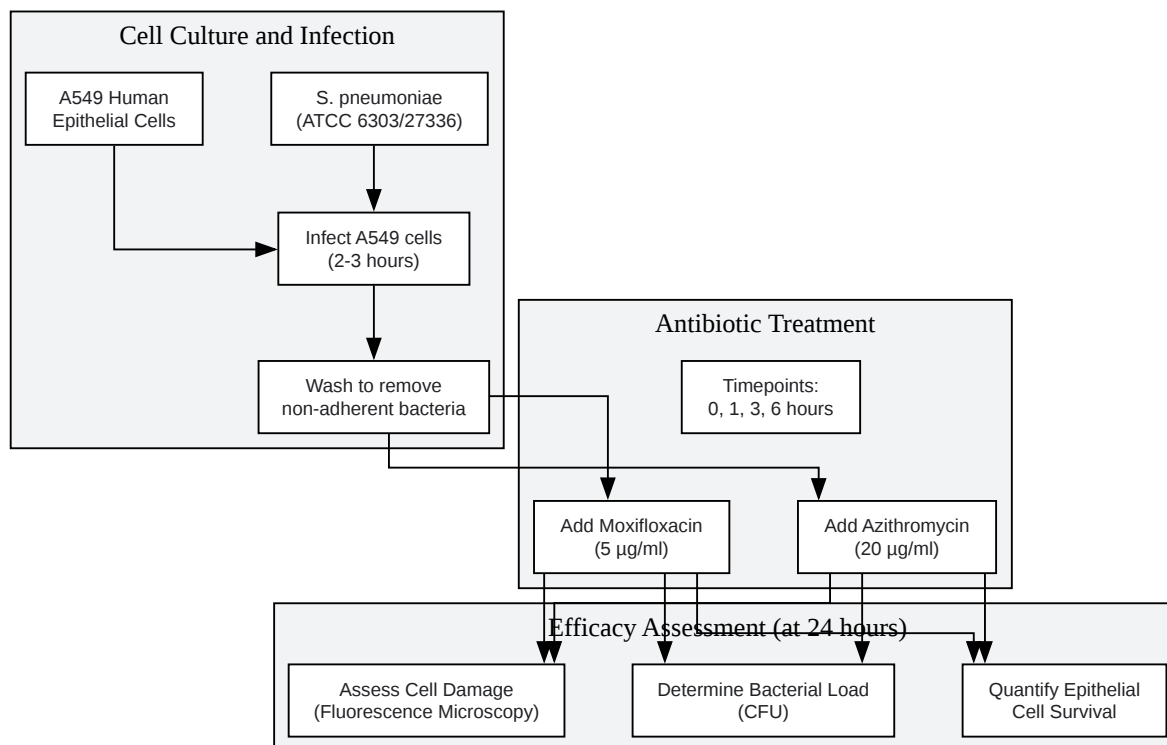 Cell Culture and Infection
A549 Human
Epithelial Cells
S. pneumoniae
(ATCC 6303/27336)
Infect A549 cells
(2-3 hours)
Wash to remove
non-adherent bacteria
Antibiotic Treatment
Timepoints:
0, 1, 3, 6 hours
Add Moxifloxacin
(5 µg/ml)
Add Azithromycin
(20 µg/ml)
Efficacy Assessment (at 24 hours)
Assess Cell Damage
(Fluorescence Microscopy)
Determine Bacterial Load
(CFU)
Quantify Epithelial
Cell Survival